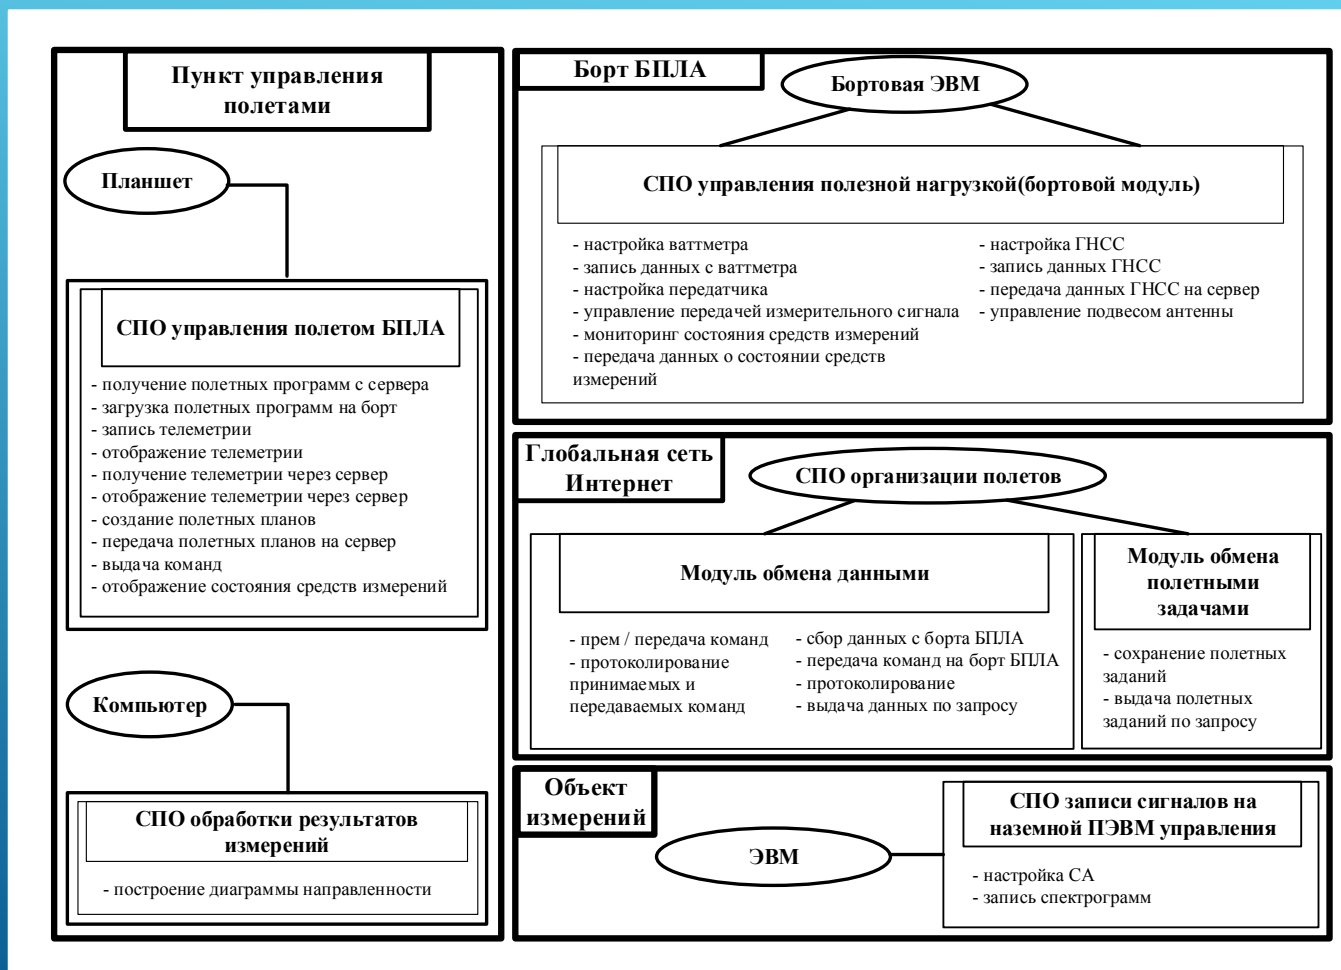 Пункт управления
полетами
Планшет
СПО управления полетом БПЛА
- получение полетных программ с сервера
- загрузка полетных программ на борт
- запись телеметрии
- отображение телеметрии
- получение телеметрии через сервер
- отображение телеметрии через сервер
- создание полетных планов
- передача полетных планов на сервер
- выдача команд
- отображение состояния средств измерений
Компьютер
СПО обработки результатов
измерений
- построение диаграммы направленности
Борт БПЛА
Бортовая ЭВМ
СПО управления полезной нагрузкой(бортовой модуль)
- настройка ваттметра
- запись данных с ваттметра
- настройка передатчика
- управление передачей измерительного сигнала
- мониторинг состояния средств измерений
- передача данных о состоянии средств
измерений
- настройка ГНСС
- запись данных ГНСС
- передача данных ГНСС на сервер
- управление подвесом антенны
Глобальная сеть
Интернет
СПО организации полетов
Модуль обмена данными
- прем / передача команд
- протоколирование
принимаемых и
передаваемых команд
- сбор данных с борта БПЛА
- передача команд на борт БПЛА
- протоколирование
- выдача данных по запросу
Модуль обмена
полетными
задачами
- сохранение полетных
заданий
- выдача полетных
заданий по запросу
Объект
измерений
ЭВМ
СПО записи сигналов на
наземной ПЭВМ управления
- настройка СА
- запись спектрограмм